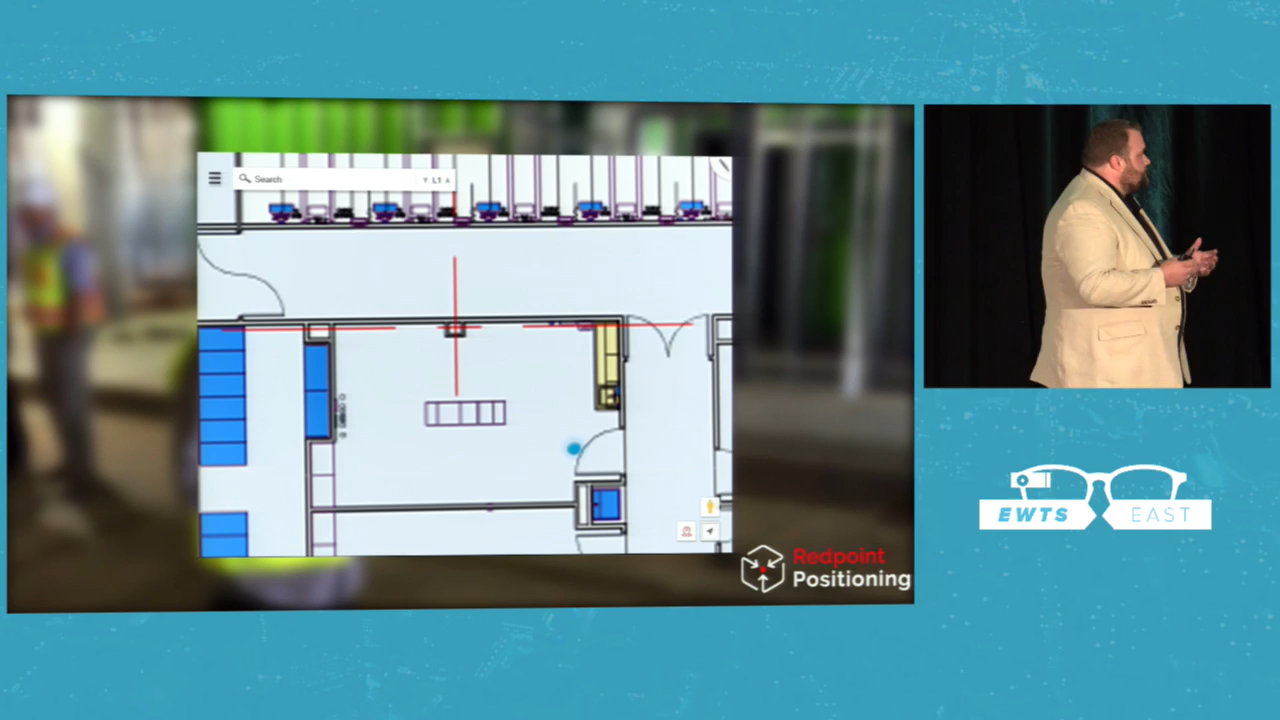 Search
L1
Redpoint
Positioning
EWTS
EAST